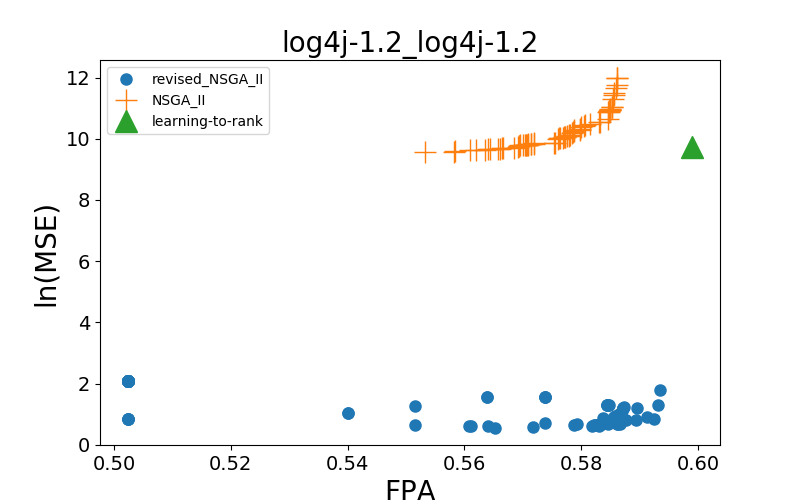 log4j-1.2_log4j-1.2
revised_NSGA_II
NSGA_II
learning-to-rank
12
10
8
6
4
2
0
ln(MSE)
0.50 0.52 0.54 0.56 0.58 0.60
FPA